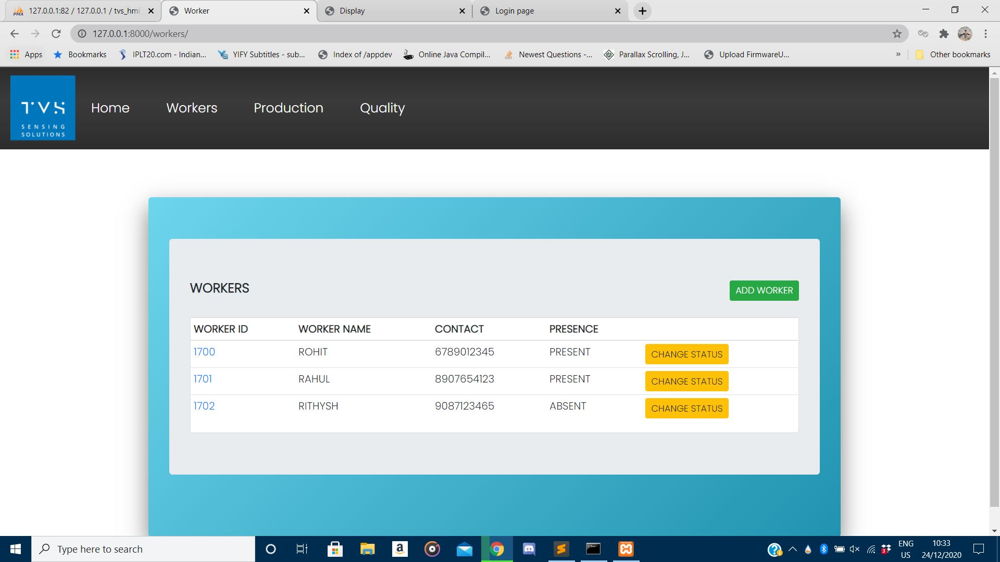 127.0.0.1:82 / 127.0.0.1 / tvs_hmi
Worker
Display
Login page
127.0.0.1:8000/workers/
Apps
Bookmarks
IPLT20.com - Indian...
YIFY Subtitles - sub...
Index of /appdev
Online Java Compil...
Newest Questions -...
Parallax Scrolling, J...
Upload FirmwareU...
»
Other bookmarks
TVS
SENSING
SOLUTIONS
Home
Workers
Production
Quality
WORKERS
ADD WORKER
WORKER ID WORKER NAME CONTACT PRESENCE
1700 ROHIT 6789012345 PRESENT CHANGE STATUS
1701 RAHUL 8907654123 PRESENT CHANGE STATUS
1702 RITHYSH 9087123465 ABSENT CHANGE STATUS
Type here to search
ENG
US
10:33
24/12/2020